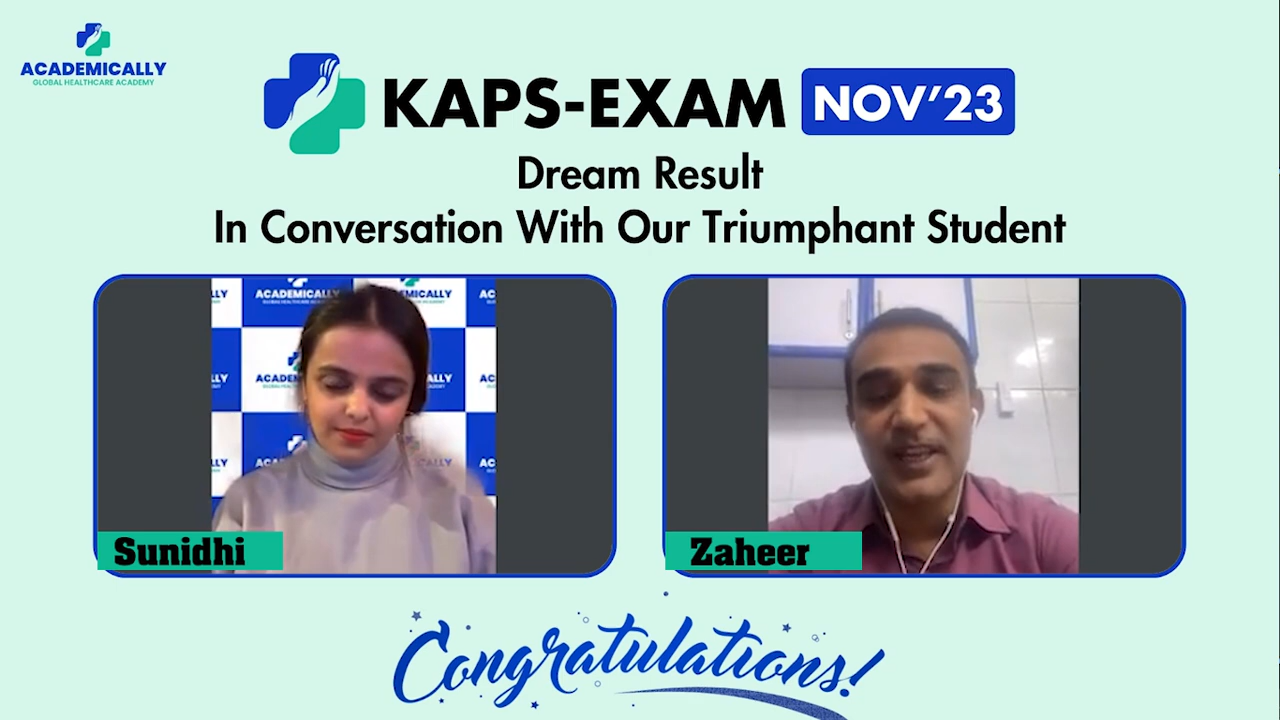 ACADEMICALLY
GLOBAL HEALTHCARE ACADEMY
KAPS-EXAM NOV'23
Dream Result
In Conversation With Our Triumphant Student
ACADEMICALLY
Sunidhi
Zaheer
Congratulations!